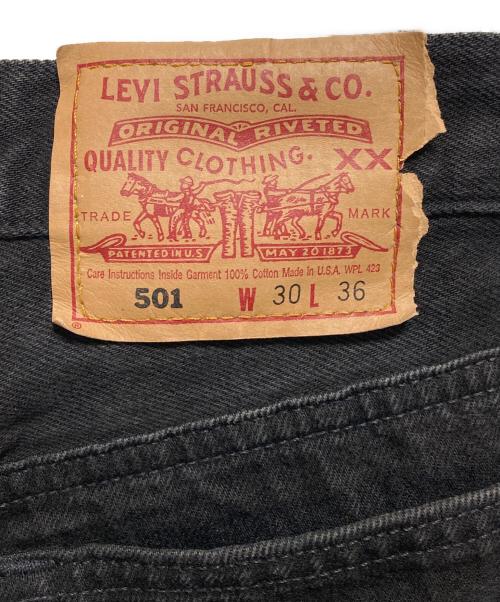 LEVI STRAUSS & CO.
SAN FRANCISCO, CAL.
ORIGINAL RIVETED
QUALITY CLOTHING. XX
TRADE MARK
PATENTED IN U.S MAY 20 1873
Care Instructions Inside Garment 100% Cotton Made in U.S.A. WPL 423
501 W 30 L 36
®